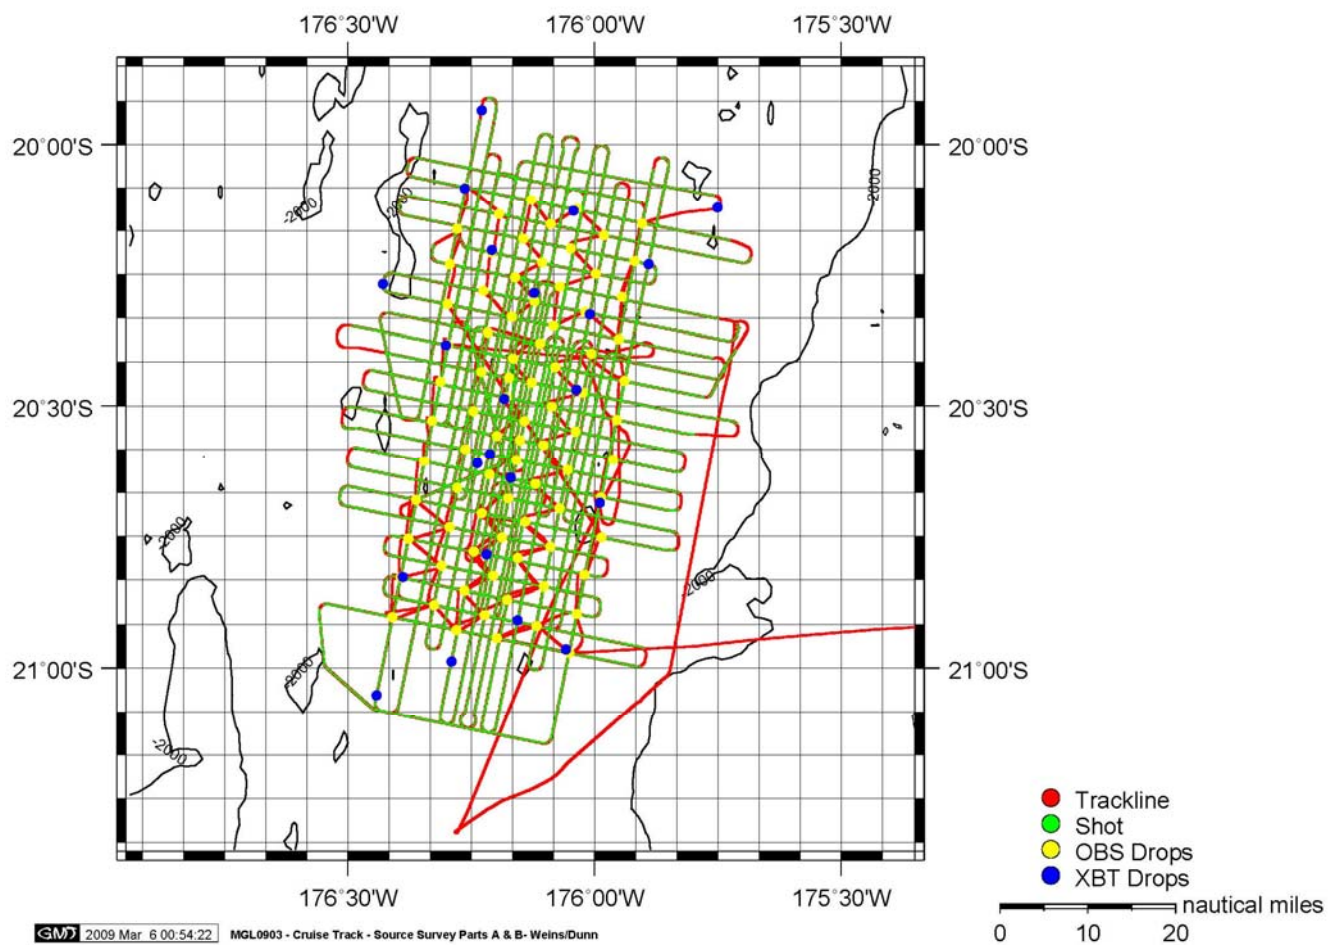 176°30'W 176°00'W 175°30'W
20°00'S 20°00'S
2000
-2000
-2000
20°30'S 20°30'S
-2000
-2000
21°00'S 21°00'S
-2000
-2000
Trackline
Shot
OBS Drops
XBT Drops
176°30'W 176°00'W 175°30'W
nautical miles
0 10 20
GMT 2009 Mar 6 00:54:22 MGL0903 - Cruise Track - Source Survey Parts A & B- Weins/Dunn